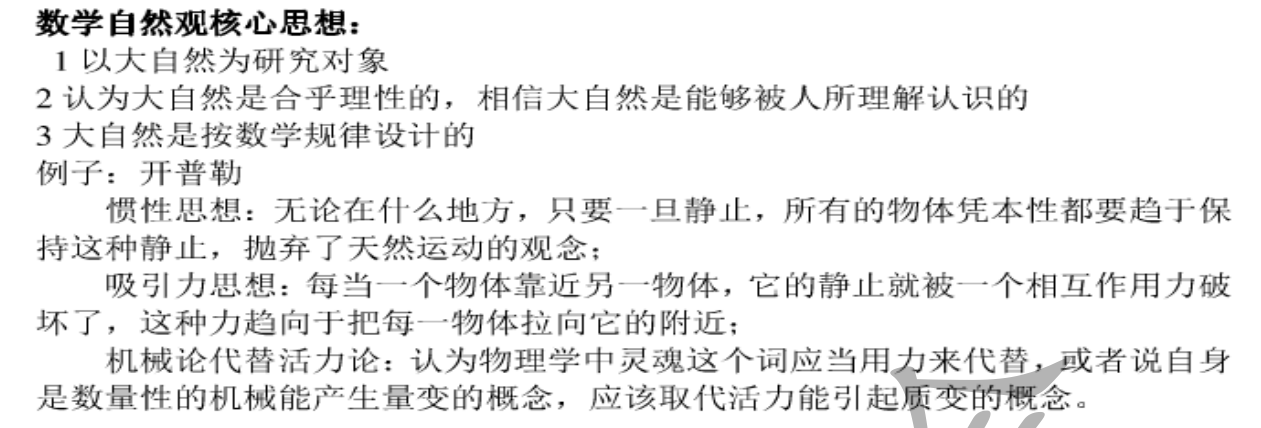 数学自然观核心思想：
1 以大自然为研究对象
2 认为大自然是合乎理性的，相信大自然是能够被人所理解认识的
3 大自然是按数学规律设计的
例子：开普勒
惯性思想：无论在什么地方，只要一旦静止，所有的物体凭本性都要趋于保
持这种静止，抛弃了天然运动的观念；
吸引力思想：每当一个物体靠近另一物体，它的静止就被一个相互作用力破
坏了，这种力趋向于把每一物体拉向它的附近；
机械论代替活力论：认为物理学中灵魂这个词应当用力来代替，或者说自身
是数量性的机械能产生量变的概念，应该取代活力能引起质变的概念。